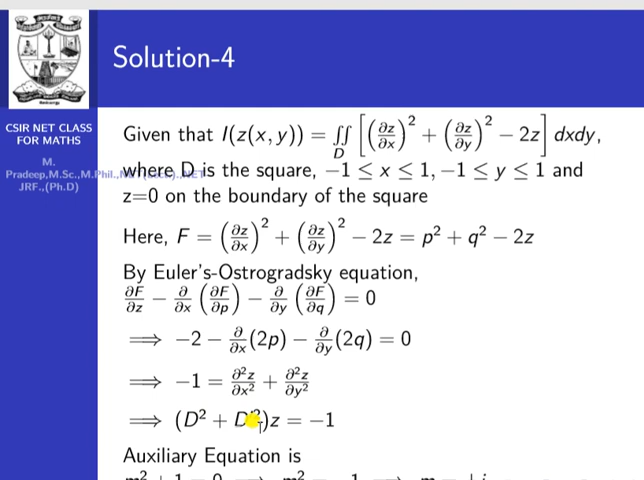 Solution-4
CSIR NET CLASS
FOR MATHS
M.
Pradeep,M.Sc.,M.Phil.,
JRF.,(Ph.D)
Given that I(z(x, y)) = ∬_D [(∂z/∂x)² + (∂z/∂y)² − 2z] dxdy,
where D is the square, −1 ≤ x ≤ 1, −1 ≤ y ≤ 1 and
z=0 on the boundary of the square
Here, F = (∂z/∂x)² + (∂z/∂y)² − 2z = p² + q² − 2z
By Euler's-Ostrogradsky equation,
∂F/∂z − ∂/∂x (∂F/∂p) − ∂/∂y (∂F/∂q) = 0
⟹ −2 − ∂/∂x (2p) − ∂/∂y (2q) = 0
⟹ −1 = ∂²z/∂x² + ∂²z/∂y²
⟹ (D² + D'²)z = −1
Auxiliary Equation is